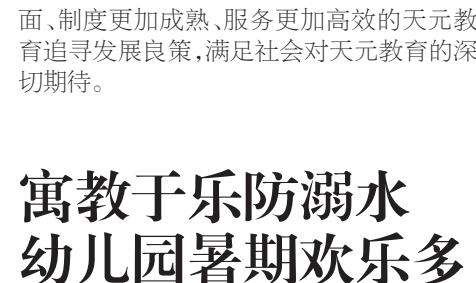 面、制度更加成熟、服务更加高效的天元教
育追寻发展良策,满足社会对天元教育的深
切期待。
寓教于乐防溺水
幼儿园暑期欢乐多